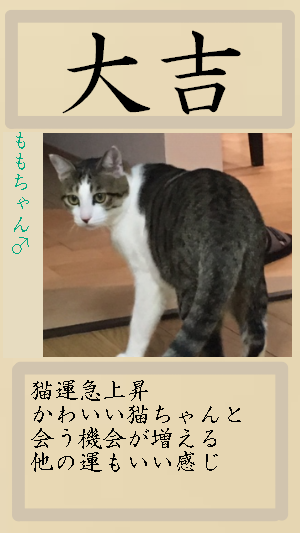 大吉
ももちゃん♂
猫運急上昇
かわいい猫ちゃんと
会う機会が増える
他の運もいい感じ